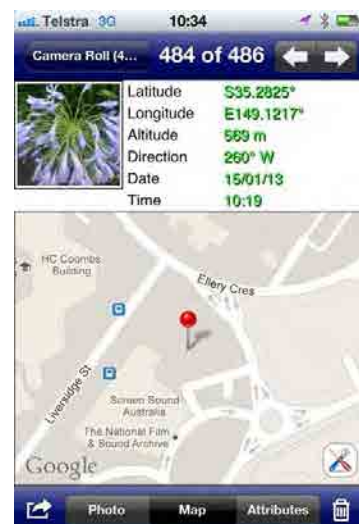 Telstra 3G 10:34
Camera Roll (4... 484 of 486
Latitude S35.2825°
Longitude E149.1217°
Altitude 569 m
Direction 260° W
Date 15/01/13
Time 10:19
HC Coombs
Building
Ellery Cres
Liversidge St
Screen Sound
Australia
The National Film
& Sound Archive
Google
Photo Map Attributes